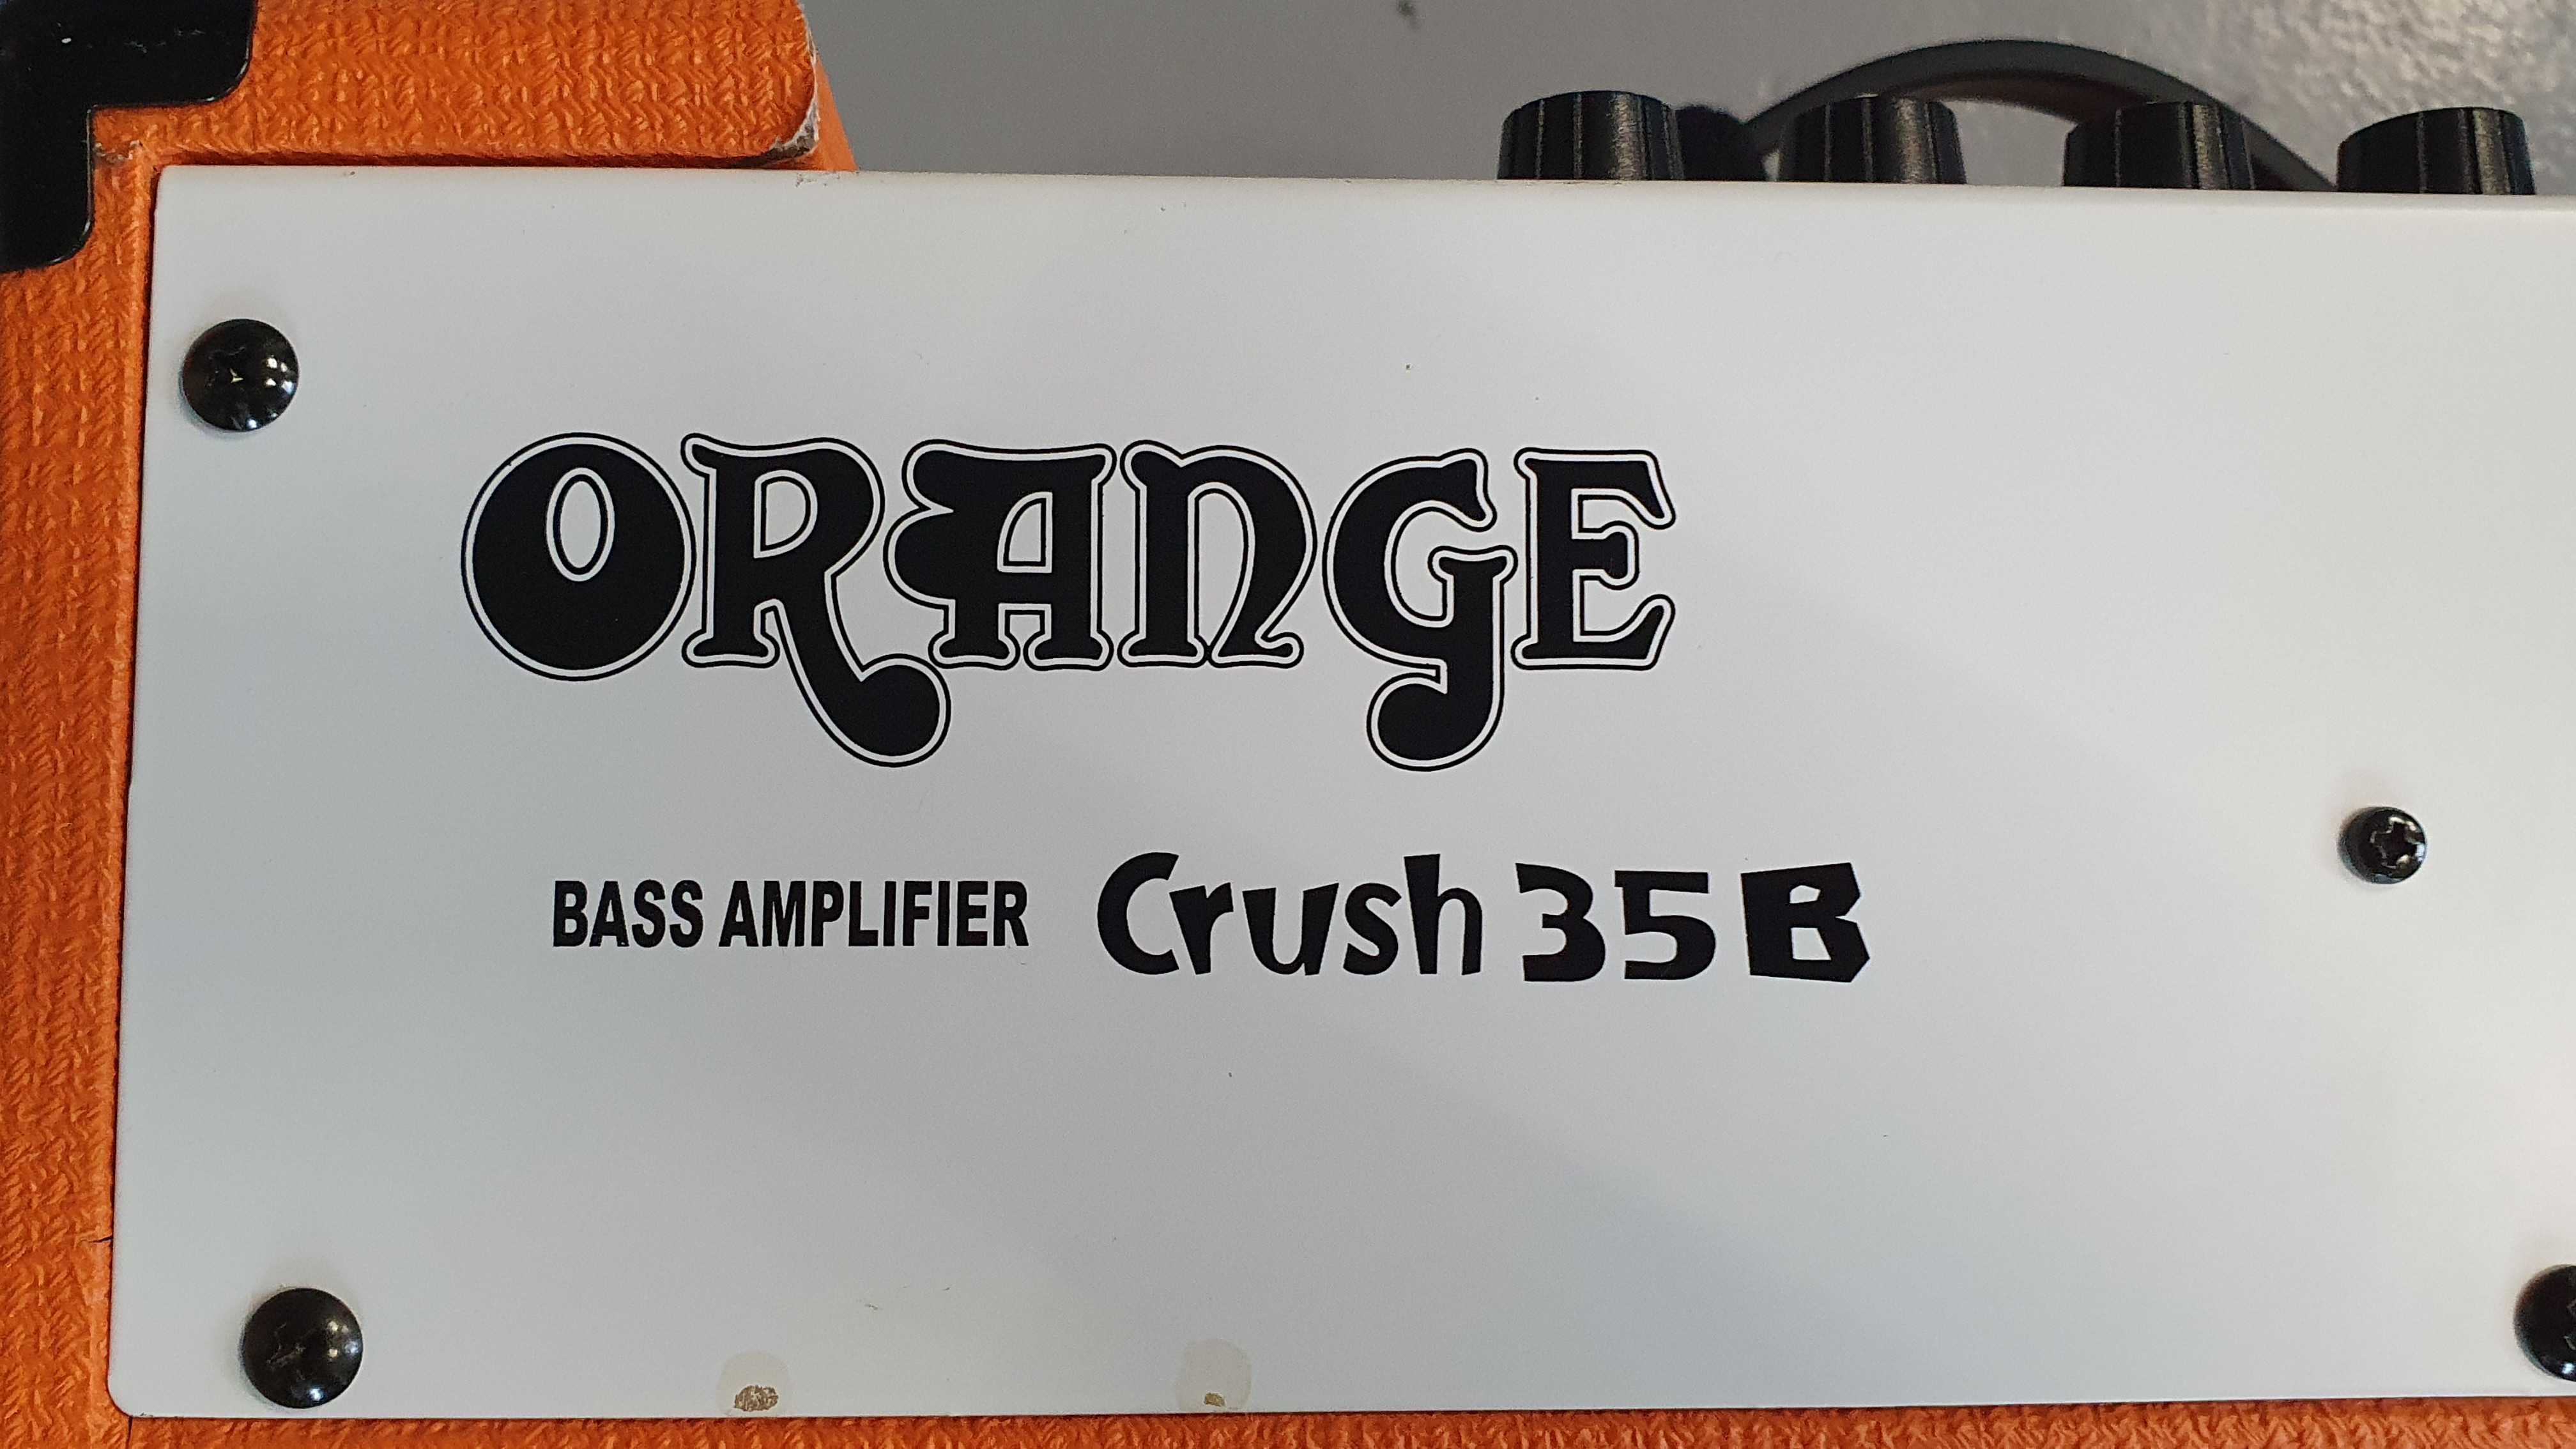 ORANGE
BASS AMPLIFIER Crush 35B